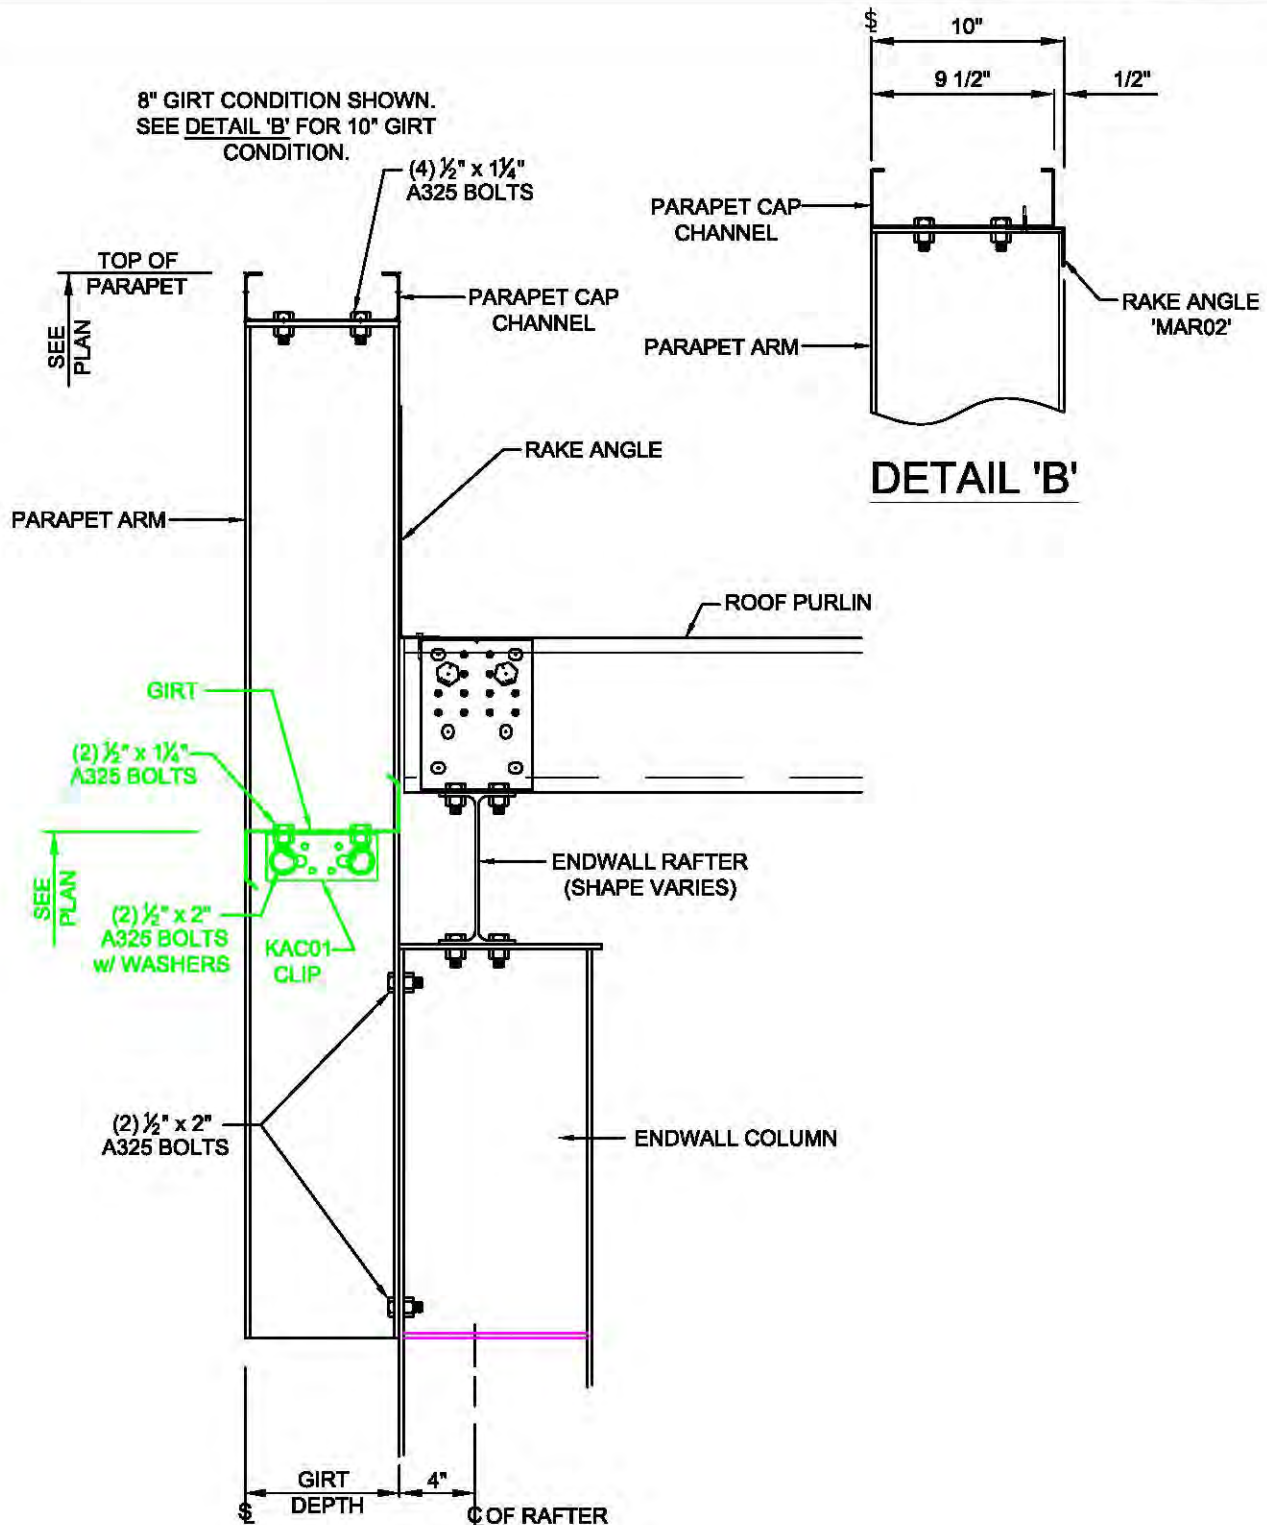 8" GIRT CONDITION SHOWN.
SEE DETAIL 'B' FOR 10" GIRT
CONDITION.
(4) ½" x 1¼"
A325 BOLTS
TOP OF
PARAPET
SEE
PLAN
PARAPET CAP
CHANNEL
RAKE ANGLE
PARAPET ARM
ROOF PURLIN
GIRT
(2) ½" x 1¼"
A325 BOLTS
SEE
PLAN
(2) ½" x 2"
A325 BOLTS
w/ WASHERS
KAC01
CLIP
ENDWALL RAFTER
(SHAPE VARIES)
(2) ½" x 2"
A325 BOLTS
ENDWALL COLUMN
GIRT
DEPTH
4"
℄ OF RAFTER
10"
9 1/2"
1/2"
PARAPET CAP
CHANNEL
PARAPET ARM
RAKE ANGLE
'MAR02'
DETAIL 'B'